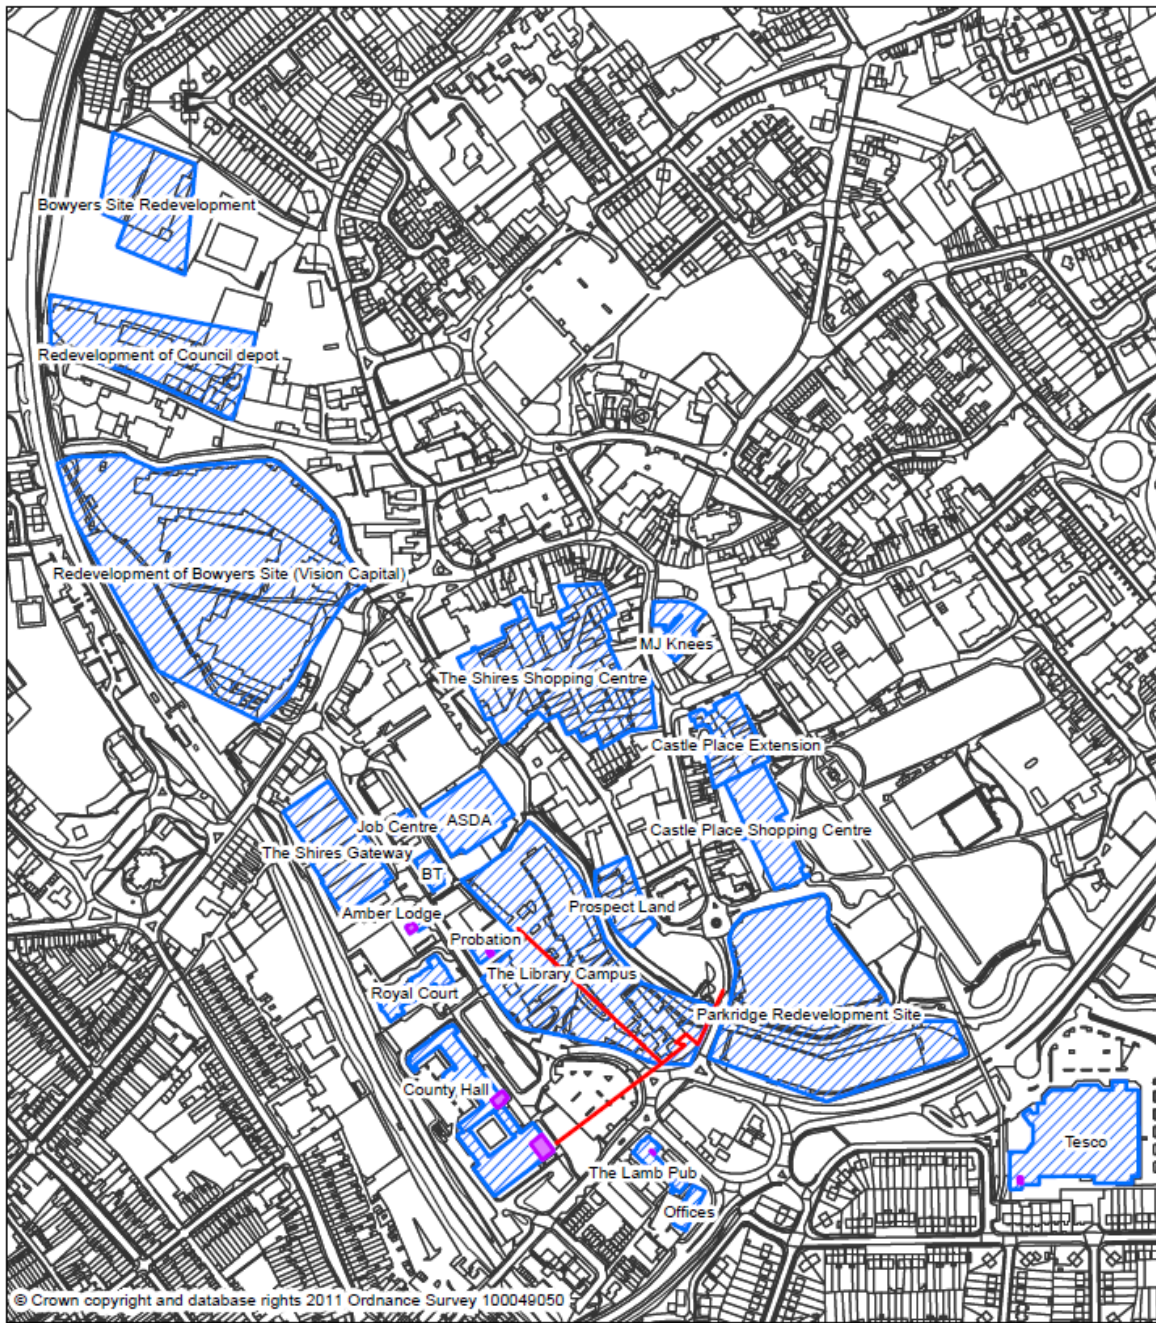 Bowyers Site Redevelopment
Redevelopment of Council depot
Redevelopment of Bowyers Site (Vision Capital)
MJ Knees
The Shires Shopping Centre
Castle Place Extension
Job Centre
ASDA
Castle Place Shopping Centre
The Shires Gateway
BT
Amber Lodge
Prospect Land
Probation
The Library Campus
Royal Court
Parkridge Redevelopment Site
County Hall
Tesco
The Lamb Pub
Offices
© Crown copyright and database rights 2011 Ordnance Survey 100049050